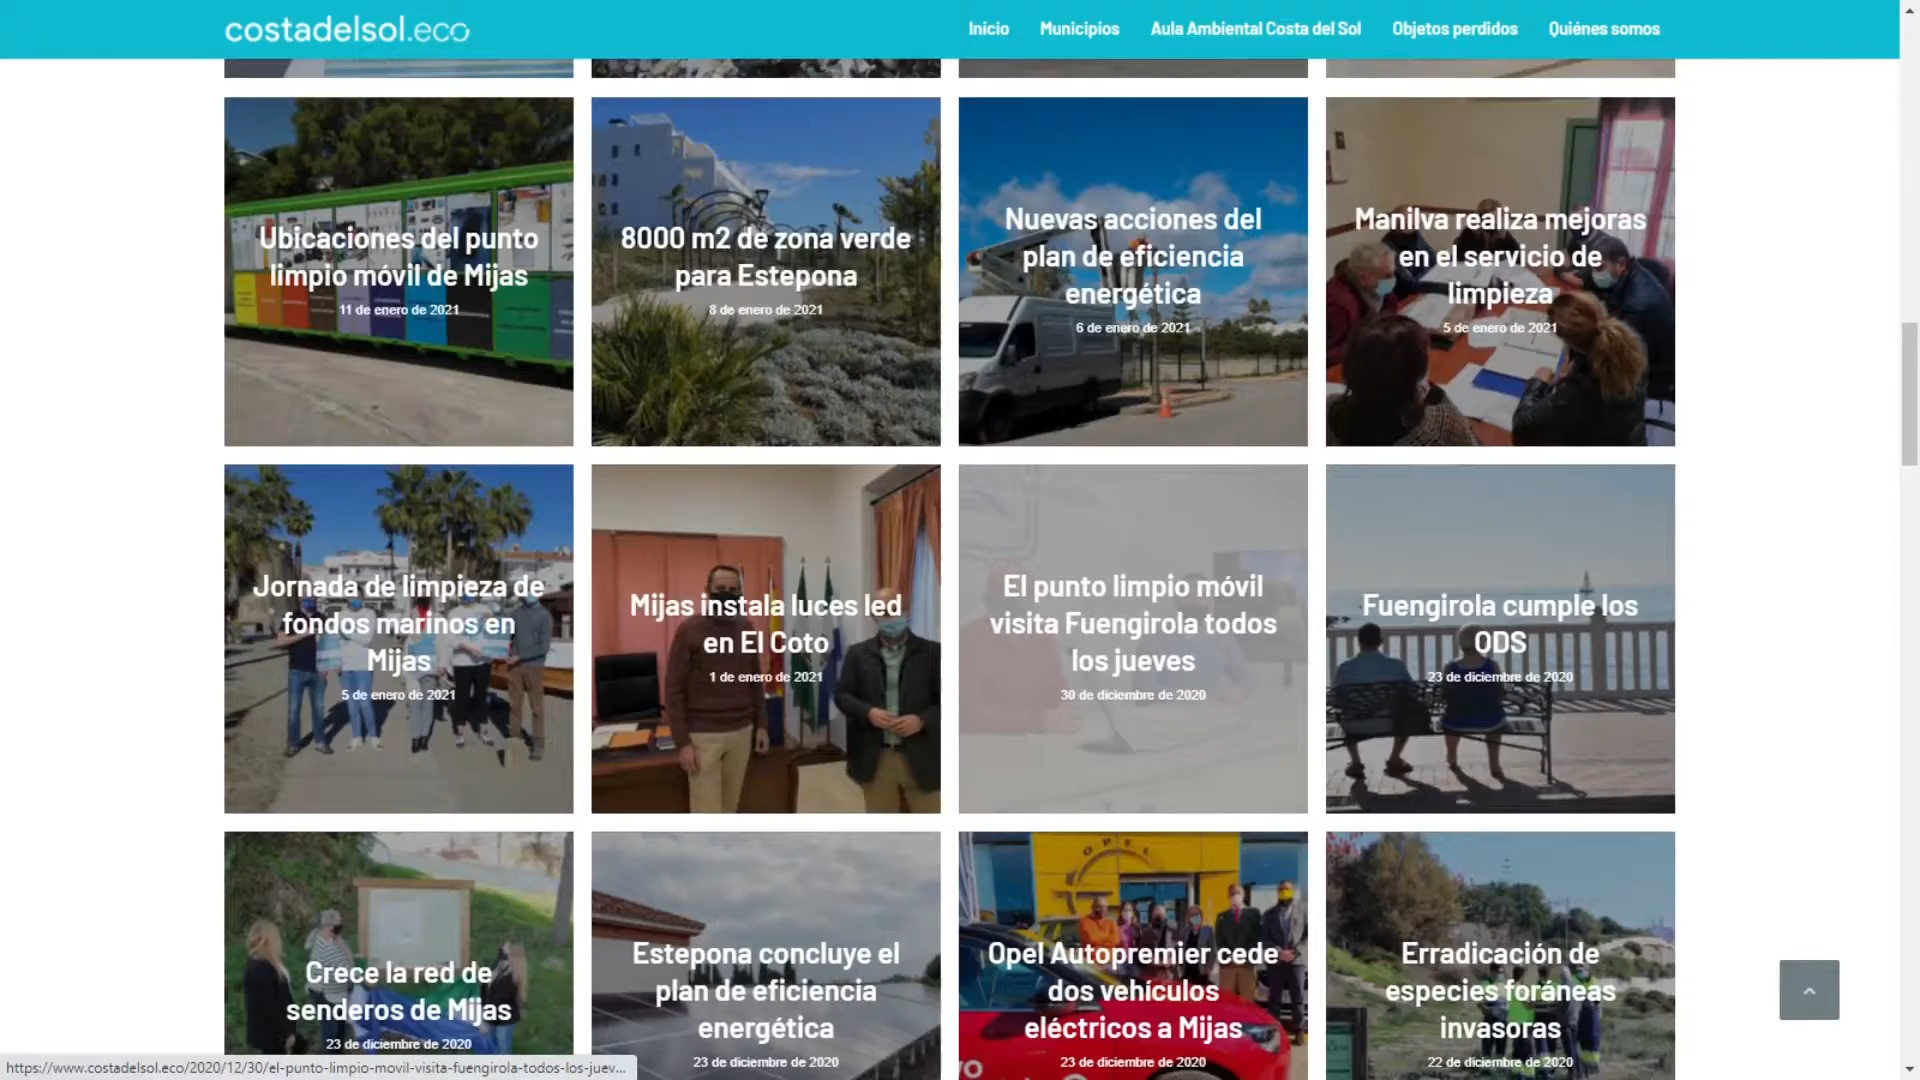 costadelsol.eco
Inicio
Municipios
Aula Ambiental Costa del Sol
Objetos perdidos
Quiénes somos
Ubicaciones del punto
limpio móvil de Mijas
11 de enero de 2021
8000 m2 de zona verde
para Estepona
8 de enero de 2021
Nuevas acciones del
plan de eficiencia
energética
6 de enero de 2021
Manilva realiza mejoras
en el servicio de
limpieza
5 de enero de 2021
Jornada de limpieza de
fondos marinos en
Mijas
5 de enero de 2021
Mijas instala luces led
en El Coto
1 de enero de 2021
El punto limpio móvil
visita Fuengirola todos
los jueves
30 de diciembre de 2020
Fuengirola cumple los
ODS
23 de diciembre de 2020
Crece la red de
senderos de Mijas
23 de diciembre de 2020
Estepona concluye el
plan de eficiencia
energética
23 de diciembre de 2020
OPEL
Opel Autopremier cede
dos vehículos
eléctricos a Mijas
23 de diciembre de 2020
Erradicación de
especies foráneas
invasoras
22 de diciembre de 2020
https://www.costadelsol.eco/2020/12/30/el-punto-limpio-movil-visita-fuengirola-todos-los-juev...